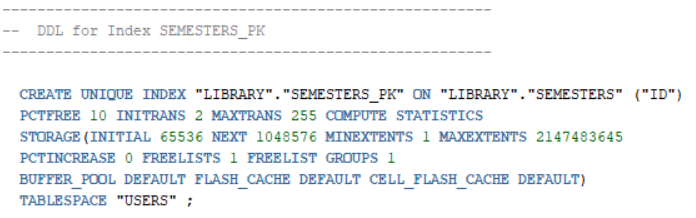 --------------------------------------------------------
--  DDL for Index SEMESTERS_PK
--------------------------------------------------------
CREATE UNIQUE INDEX "LIBRARY"."SEMESTERS_PK" ON "LIBRARY"."SEMESTERS" ("ID")
PCTFREE 10 INITRANS 2 MAXTRANS 255 COMPUTE STATISTICS
STORAGE(INITIAL 65536 NEXT 1048576 MINEXTENTS 1 MAXEXTENTS 2147483645
PCTINCREASE 0 FREELISTS 1 FREELIST GROUPS 1
BUFFER_POOL DEFAULT FLASH_CACHE DEFAULT CELL_FLASH_CACHE DEFAULT)
TABLESPACE "USERS" ;